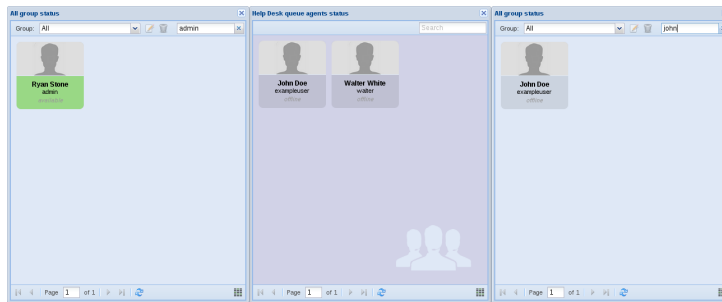 All group status
Group: All admin
Ryan Stone
admin
available
Page 1 of 1
Help Desk queue agents status
Search
John Doe
exampleuser
offline
Walter White
walter
offline
Page 1 of 1
All group status
Group: All john
John Doe
exampleuser
offline
Page 1 of 1